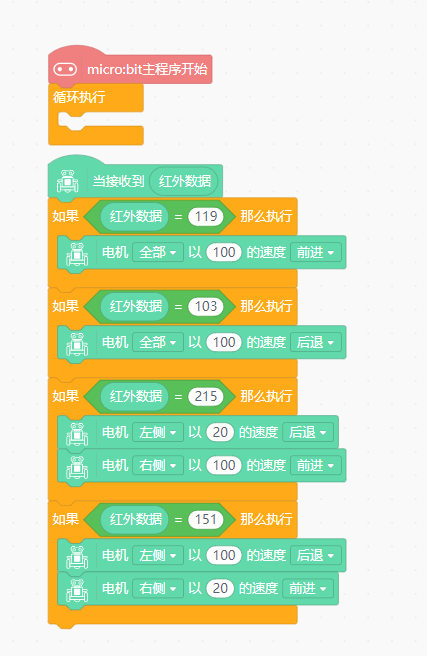 micro:bit主程序开始
循环执行
当接收到 红外数据
如果 红外数据 = 119 那么执行
电机 全部 以 100 的速度 前进
如果 红外数据 = 103 那么执行
电机 全部 以 100 的速度 后退
如果 红外数据 = 215 那么执行
电机 左侧 以 20 的速度 后退
电机 右侧 以 100 的速度 前进
如果 红外数据 = 151 那么执行
电机 左侧 以 100 的速度 后退
电机 右侧 以 20 的速度 前进